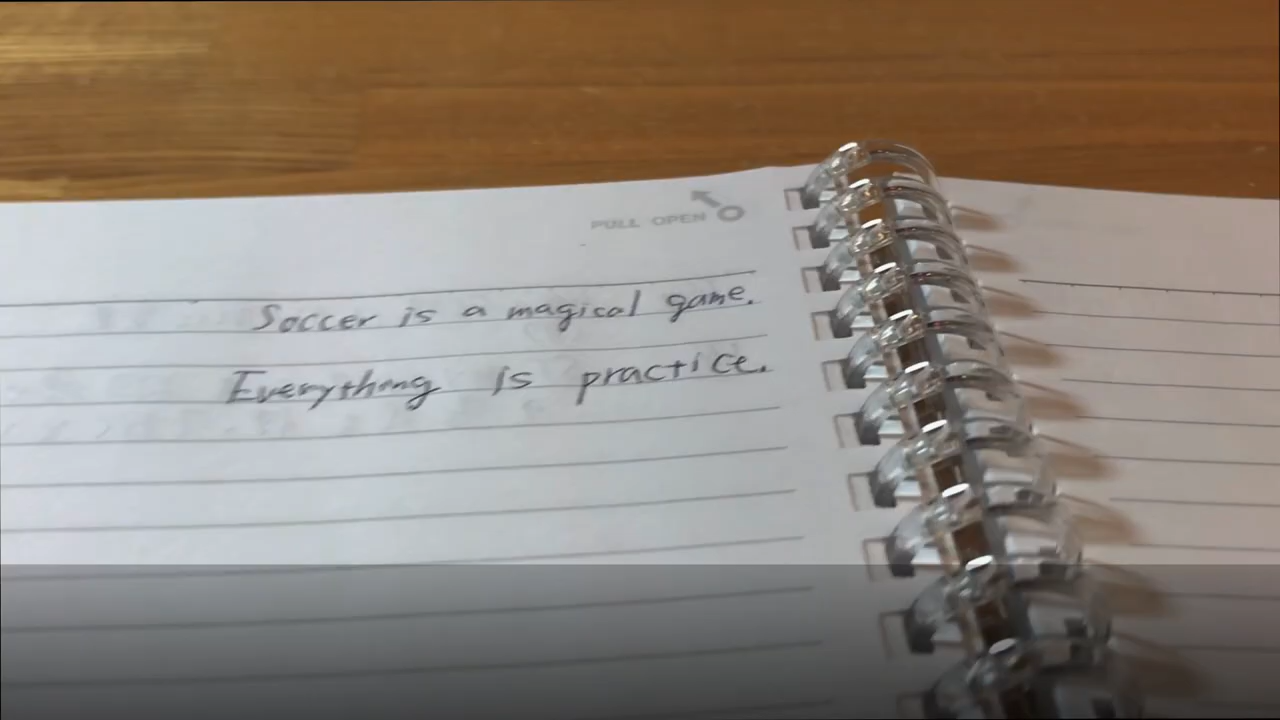 PULL OPEN
Soccer is a magical game.
Everything is practice.